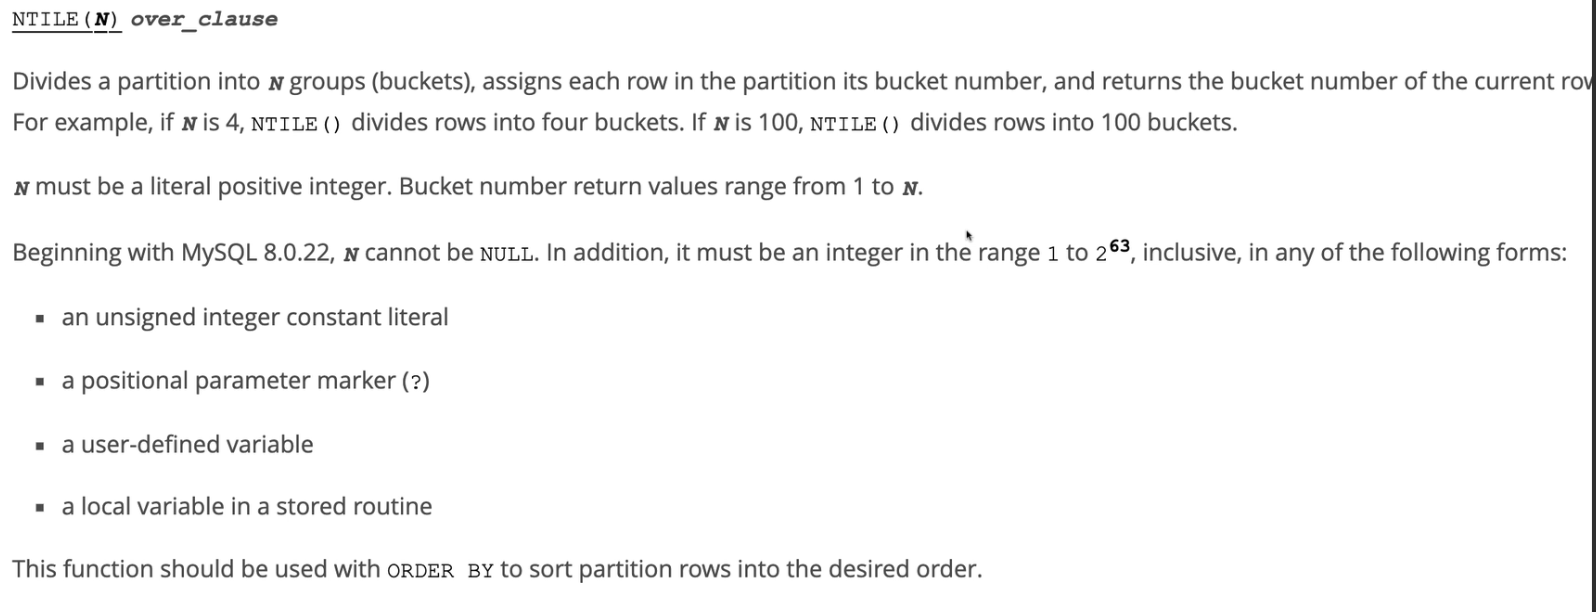 NTILE(N) over_clause
Divides a partition into N groups (buckets), assigns each row in the partition its bucket number, and returns the bucket number of the current row
For example, if N is 4, NTILE() divides rows into four buckets. If N is 100, NTILE() divides rows into 100 buckets.
N must be a literal positive integer. Bucket number return values range from 1 to N.
Beginning with MySQL 8.0.22, N cannot be NULL. In addition, it must be an integer in the range 1 to 2⁶³, inclusive, in any of the following forms:
▪ an unsigned integer constant literal
▪ a positional parameter marker (?)
▪ a user-defined variable
▪ a local variable in a stored routine
This function should be used with ORDER BY to sort partition rows into the desired order.